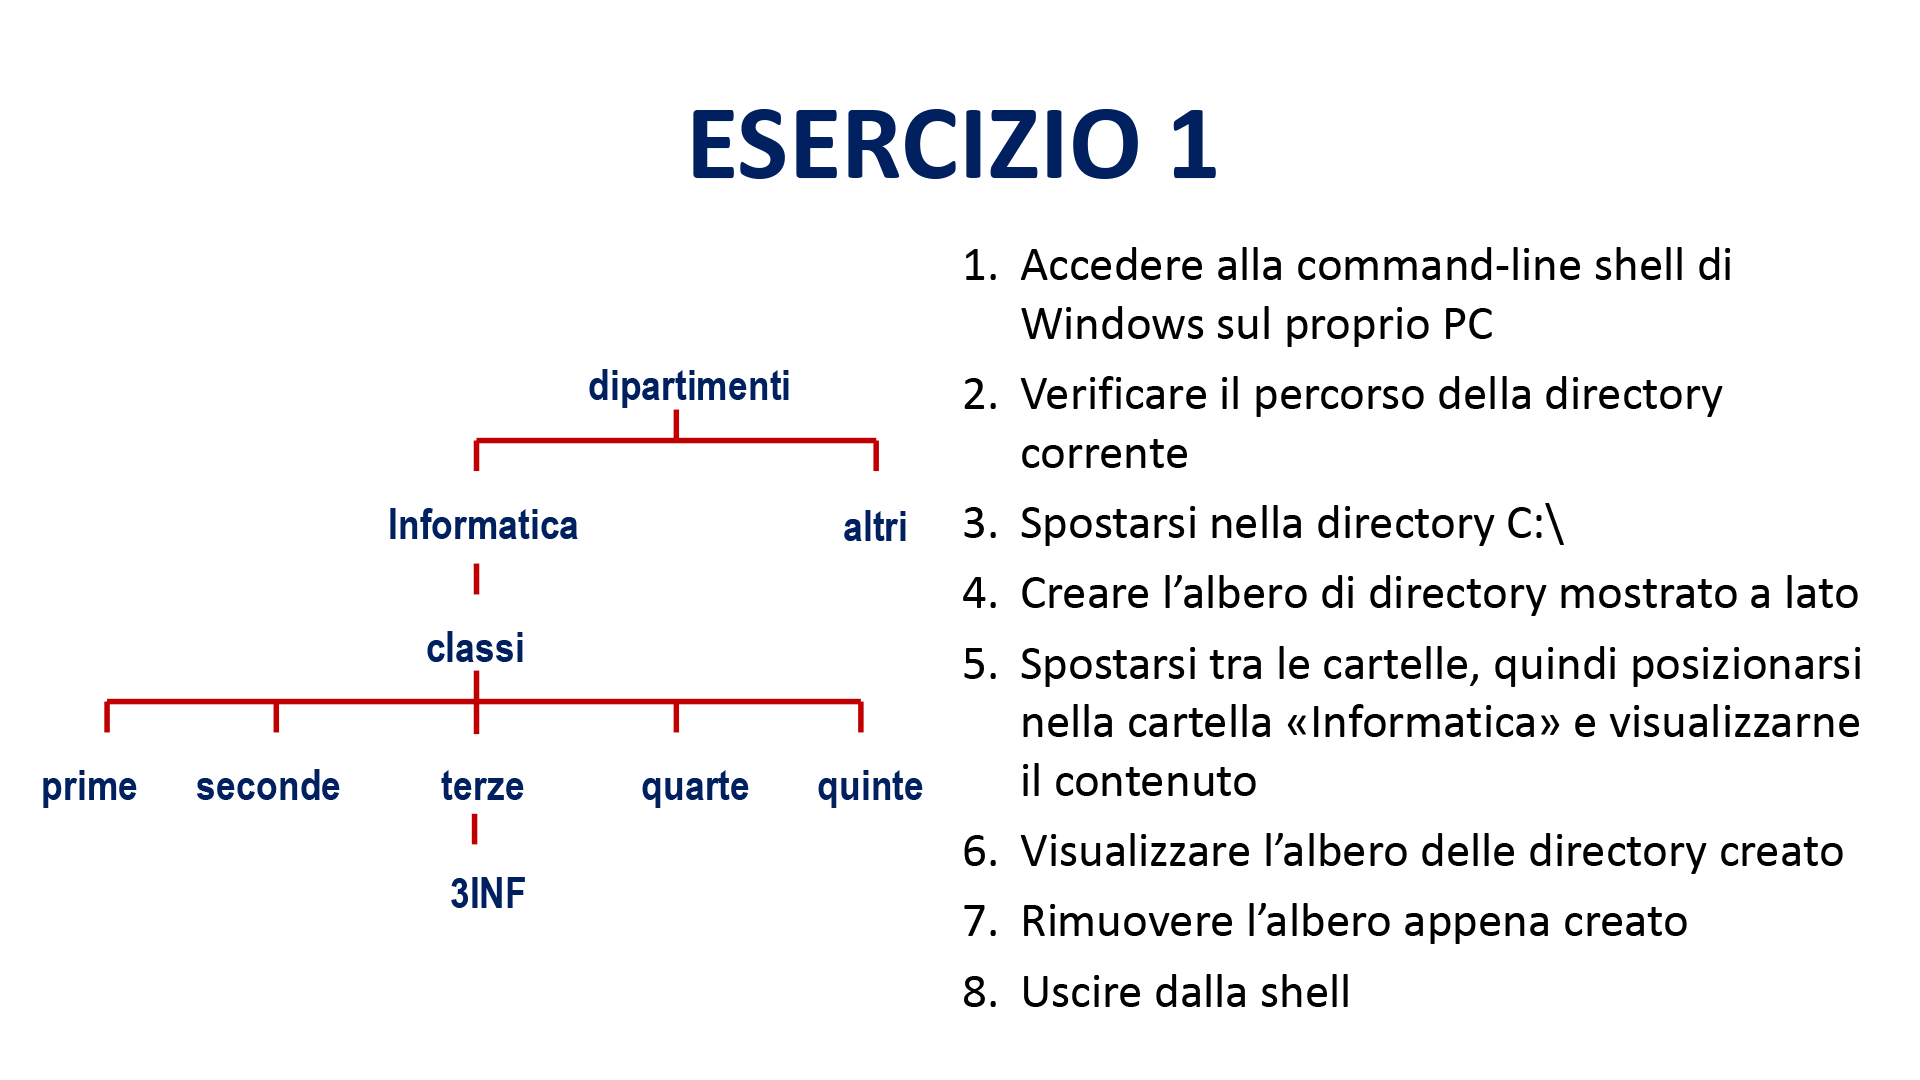 ESERCIZIO 1
dipartimenti
Informatica
altri
classi
prime
seconde
terze
quarte
quinte
3INF
1. Accedere alla command-line shell di
Windows sul proprio PC
2. Verificare il percorso della directory
corrente
3. Spostarsi nella directory C:\
4. Creare l’albero di directory mostrato a lato
5. Spostarsi tra le cartelle, quindi posizionarsi
nella cartella «Informatica» e visualizzarne
il contenuto
6. Visualizzare l’albero delle directory creato
7. Rimuovere l’albero appena creato
8. Uscire dalla shell